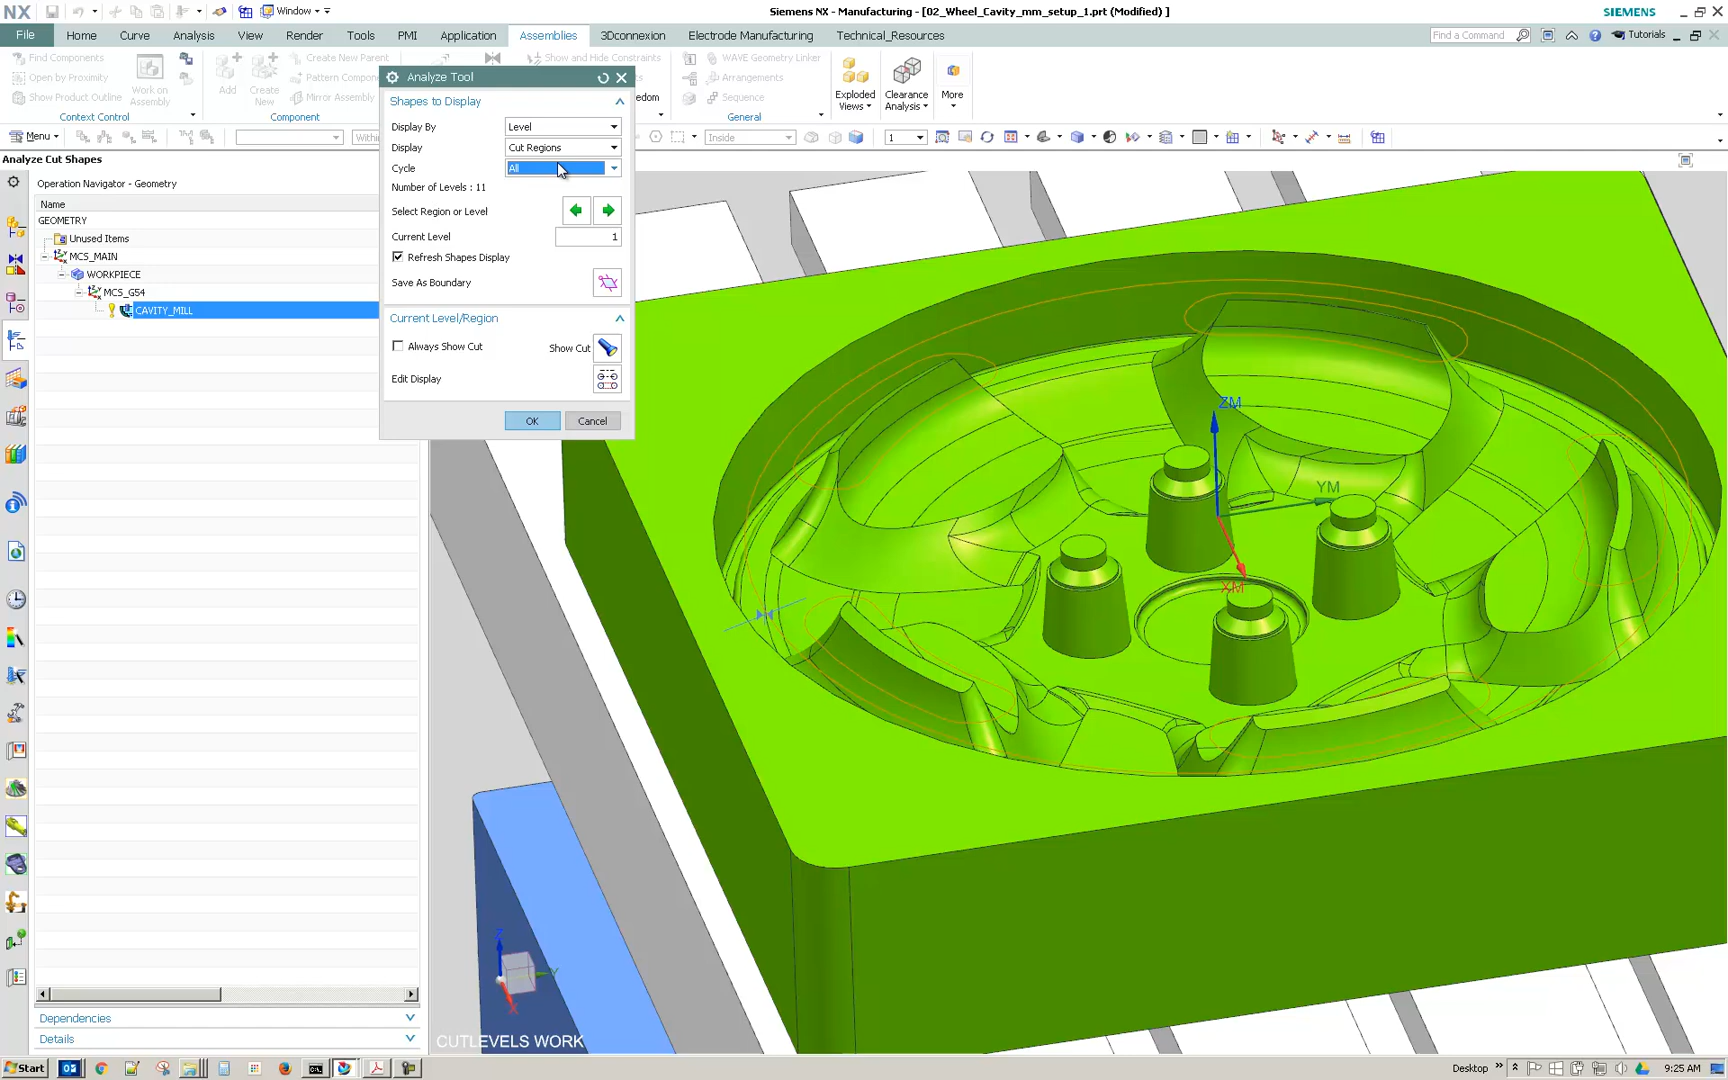 NX
Window
Siemens NX - Manufacturing - [02_Wheel_Cavity_mm_setup_1.prt (Modified) ]
SIEMENS
File
Home
Curve
Analysis
View
Render
Tools
PMI
Application
Assemblies
3Dconnexion
Electrode Manufacturing
Technical_Resources
Find a Command
Tutorials
Find Components
Open by Proximity
Show Product Outline
Work on
Assembly
Context Control
Add
Create
New
Create New Parent
Pattern Compon
Mirror Assembly
Component
Show and Hide Constraints
edom
WAVE Geometry Linker
Arrangements
Sequence
General
Exploded
Views
Clearance
Analysis
More
Menu
Within
Inside
1
Analyze Cut Shapes
Operation Navigator - Geometry
Name
GEOMETRY
Unused Items
MCS_MAIN
WORKPIECE
MCS_G54
CAVITY_MILL
Dependencies
Details
Analyze Tool
Shapes to Display
Display By
Level
Display
Cut Regions
Cycle
All
Number of Levels : 11
Select Region or Level
Current Level
1
Refresh Shapes Display
Save As Boundary
Current Level/Region
Always Show Cut
Show Cut
Edit Display
OK
Cancel
ZM
YM
XM
Z
Y
X
CUTLEVELS WORK
Start
Desktop
9:25 AM